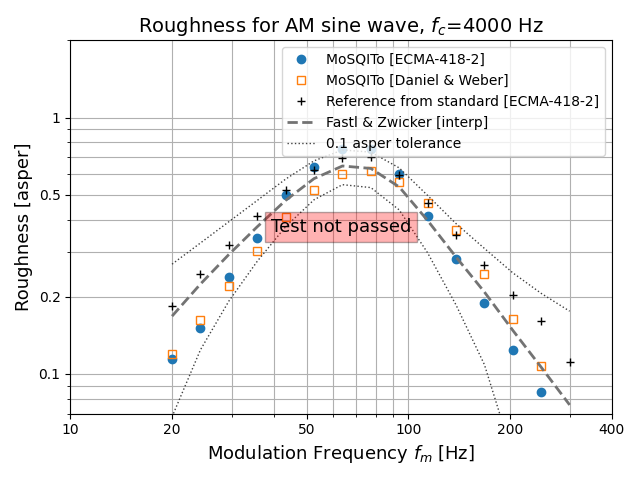 Roughness for AM sine wave, f_c=4000 Hz
MoSQITo [ECMA-418-2]
MoSQITo [Daniel & Weber]
Reference from standard [ECMA-418-2]
Fastl & Zwicker [interp]
0.1 asper tolerance
Test not passed
Roughness [asper]
1
0.5
0.2
0.1
10
20
50
100
200
400
Modulation Frequency f_m [Hz]